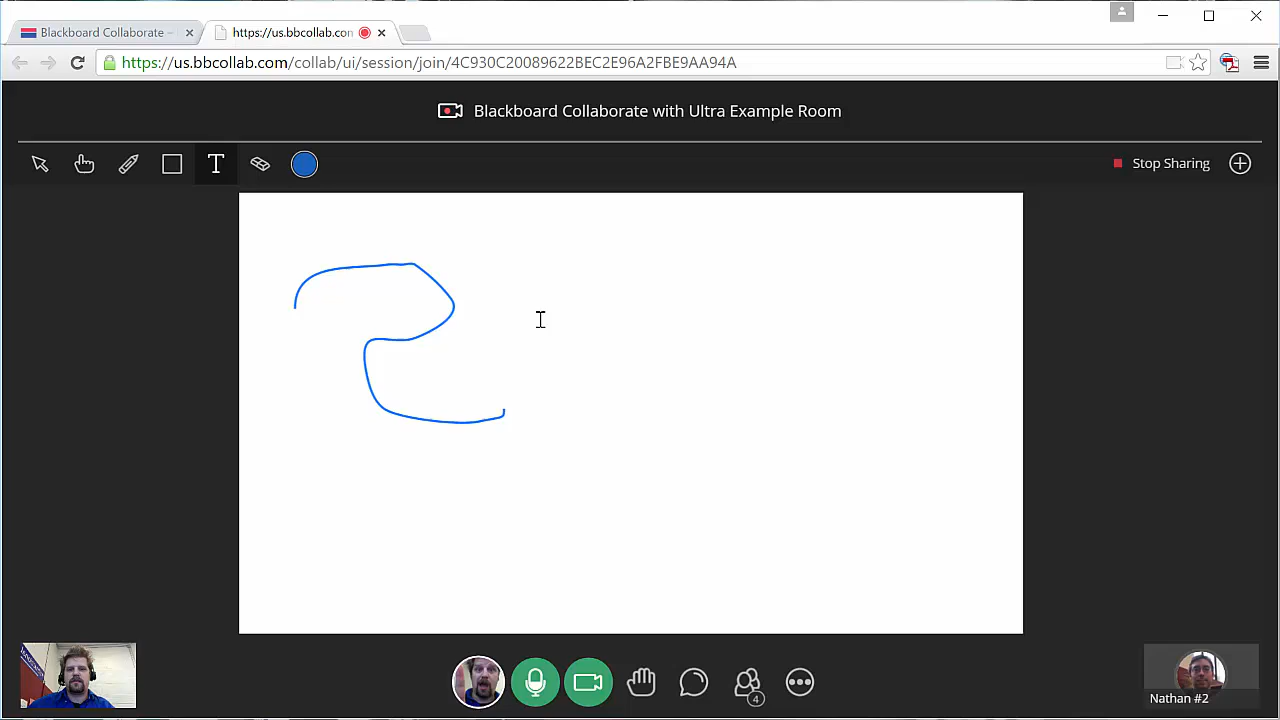 Blackboard Collaborate –
https://us.bbcollab.con
https://us.bbcollab.com/collab/ui/session/join/4C930C20089622BEC2E96A2FBE9AA94A
Blackboard Collaborate with Ultra Example Room
T
Stop Sharing
4
Nathan #2